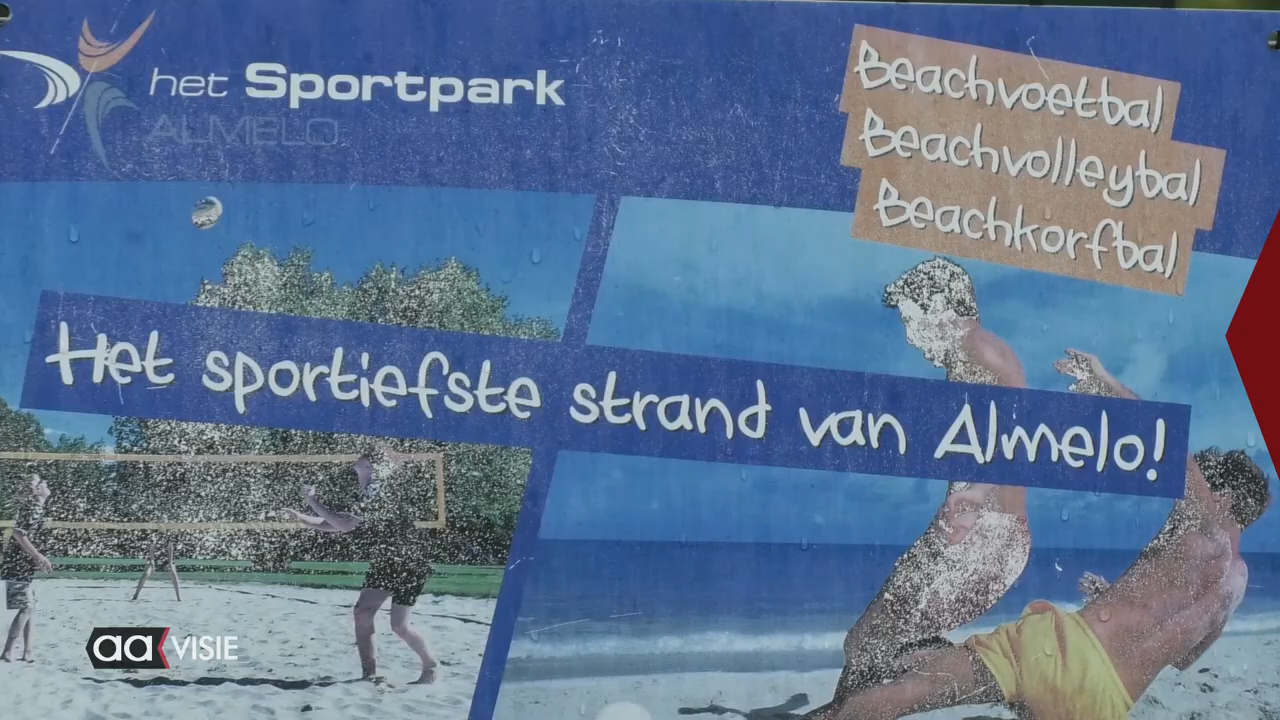 het Sportpark
ALMELO
Beachvoetbal
Beachvolleybal
Beachkorfbal
Het sportiefste strand van Almelo!
aa VISIE